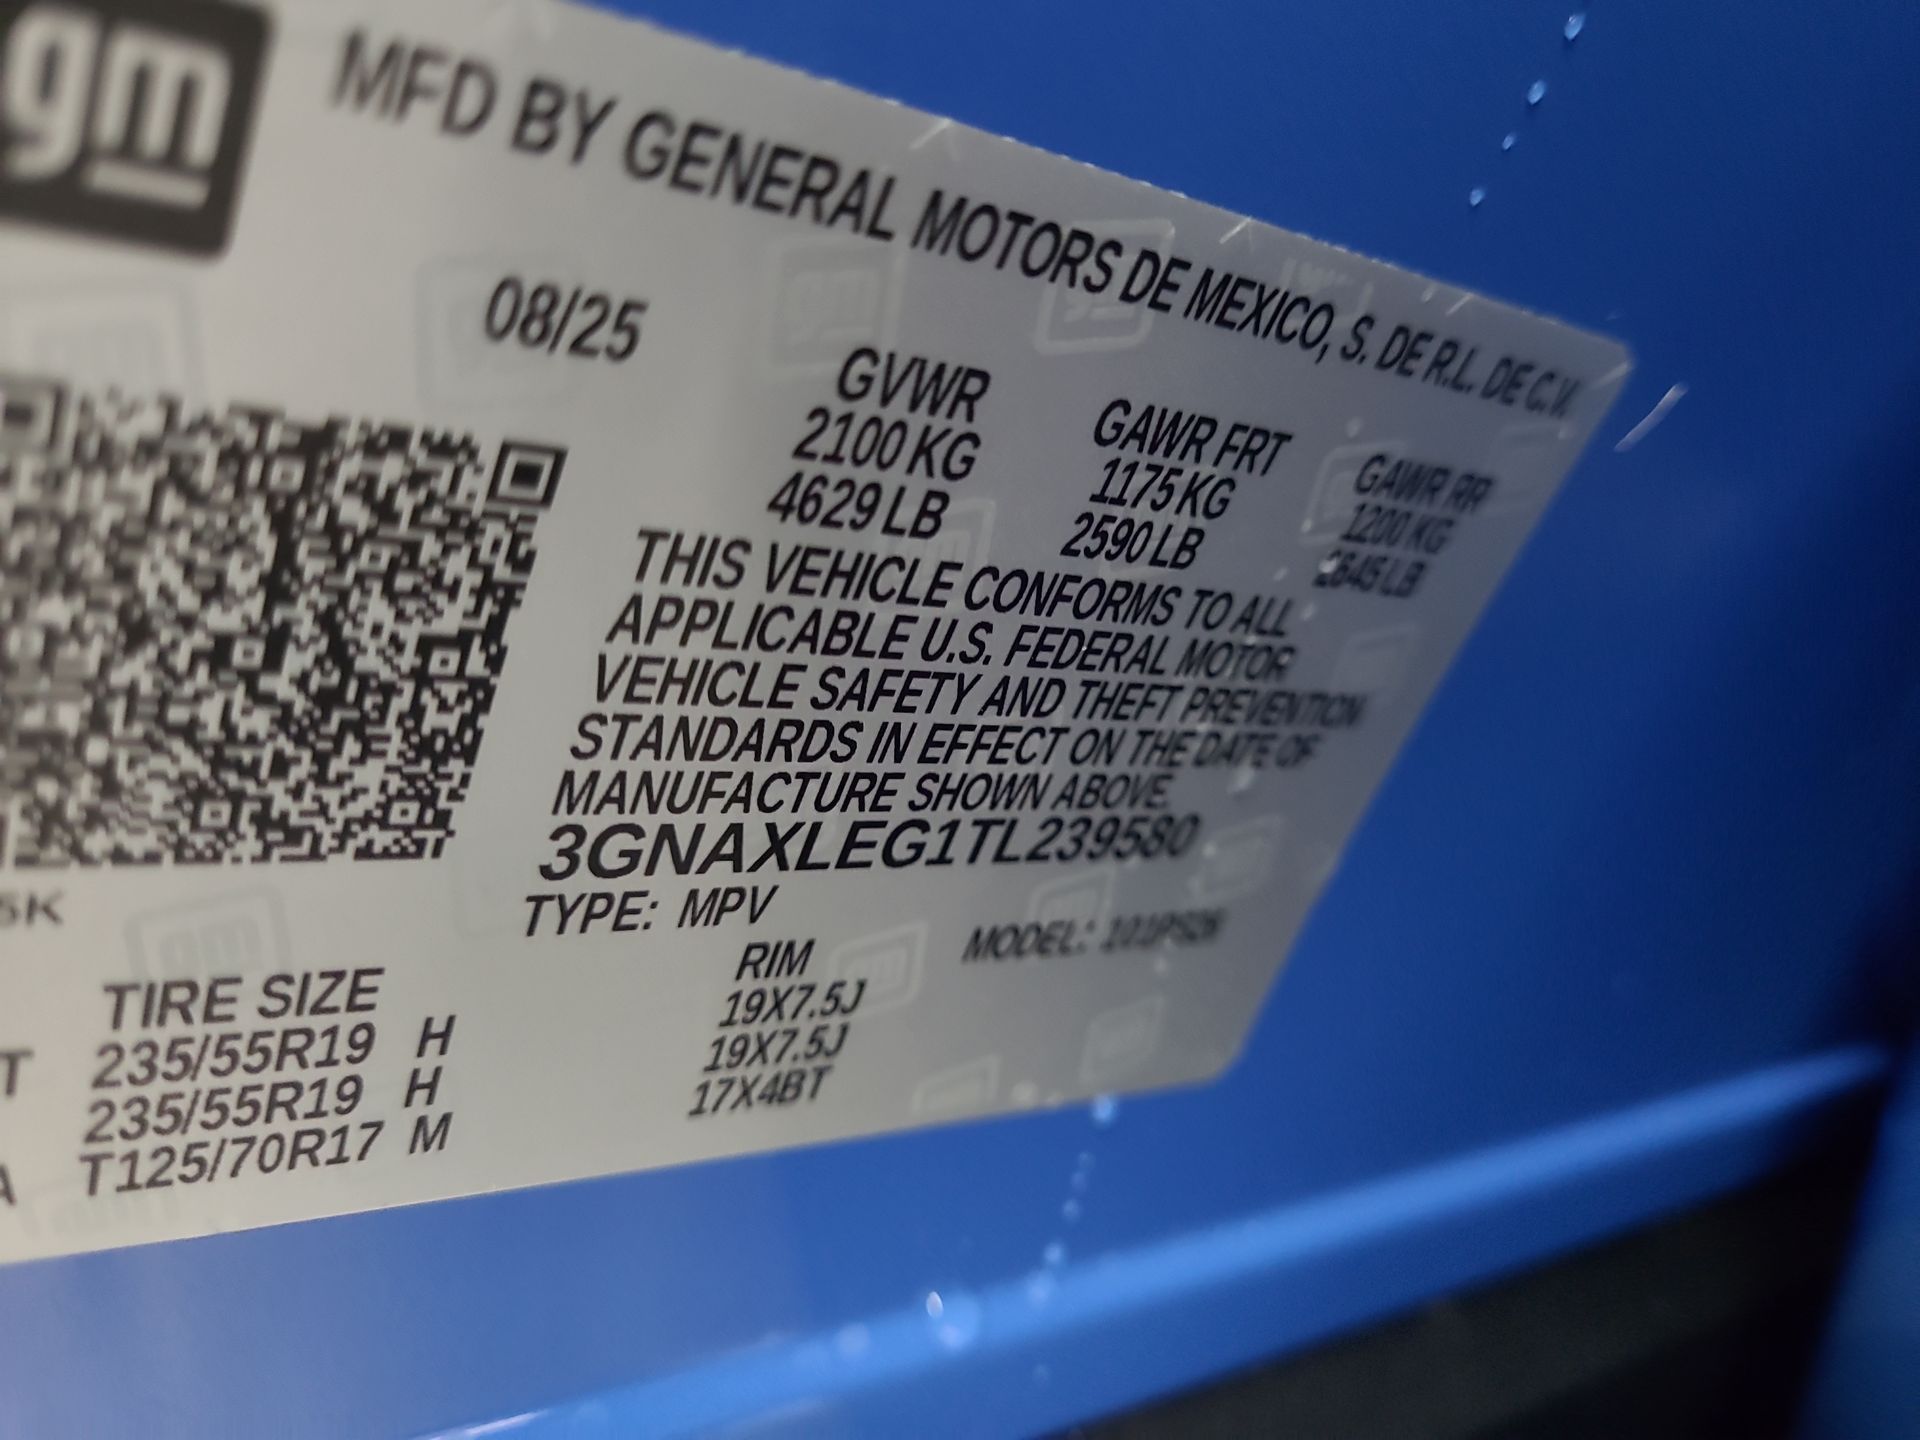 gm
MFD BY GENERAL MOTORS DE MEXICO, S. DE R.L. DE C.V.
08/25
GVWR GAWR FRT GAWR RR
2100 KG 1175 KG 1200 KG
4629 LB 2590 LB 2645 LB
THIS VEHICLE CONFORMS TO ALL
APPLICABLE U.S. FEDERAL MOTOR
VEHICLE SAFETY AND THEFT PREVENTION
STANDARDS IN EFFECT ON THE DATE OF
MANUFACTURE SHOWN ABOVE.
3GNAXLEG1TL239580
5K
TYPE: MPV MODEL:
TIRE SIZE RIM
T 235/55R19 H 19X7.5J
235/55R19 H 19X7.5J
A T125/70R17 M 17X4BT